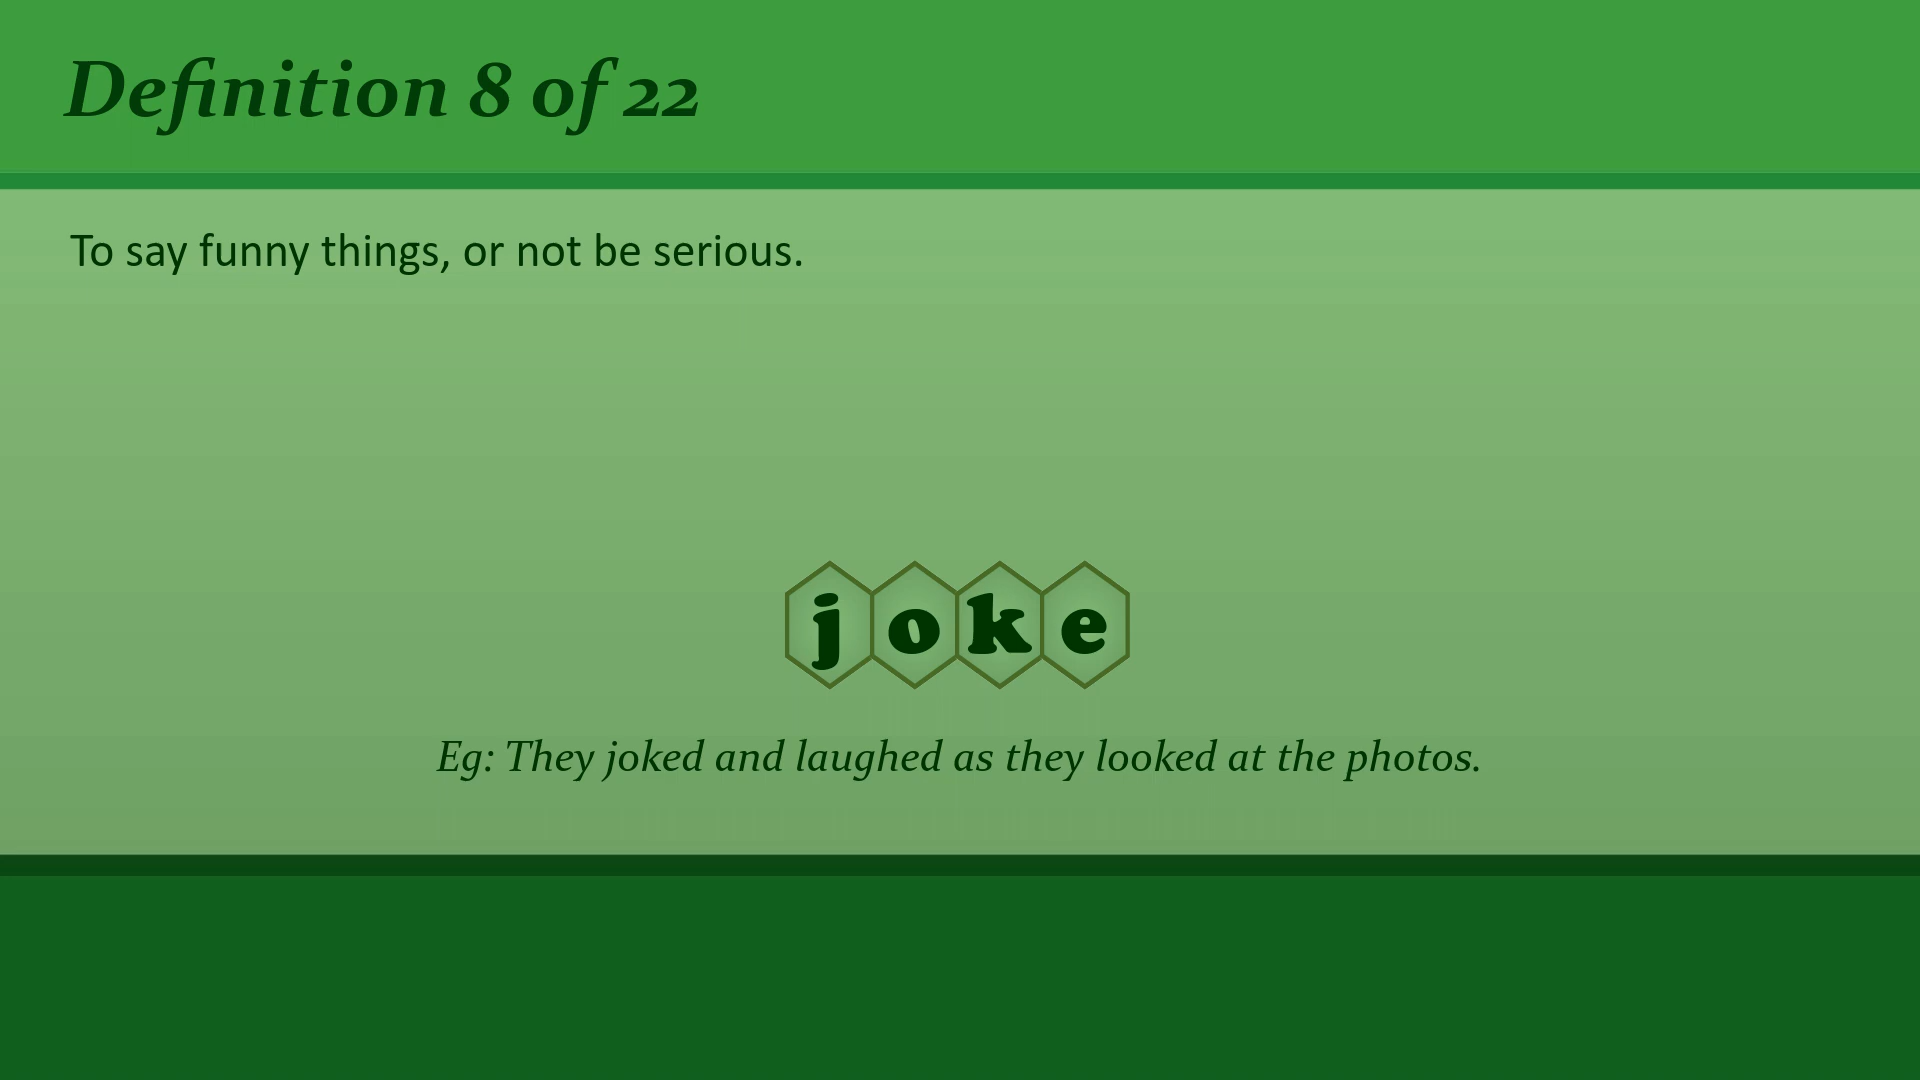 Definition 8 of 22
To say funny things, or not be serious.
joke
Eg: They joked and laughed as they looked at the photos.